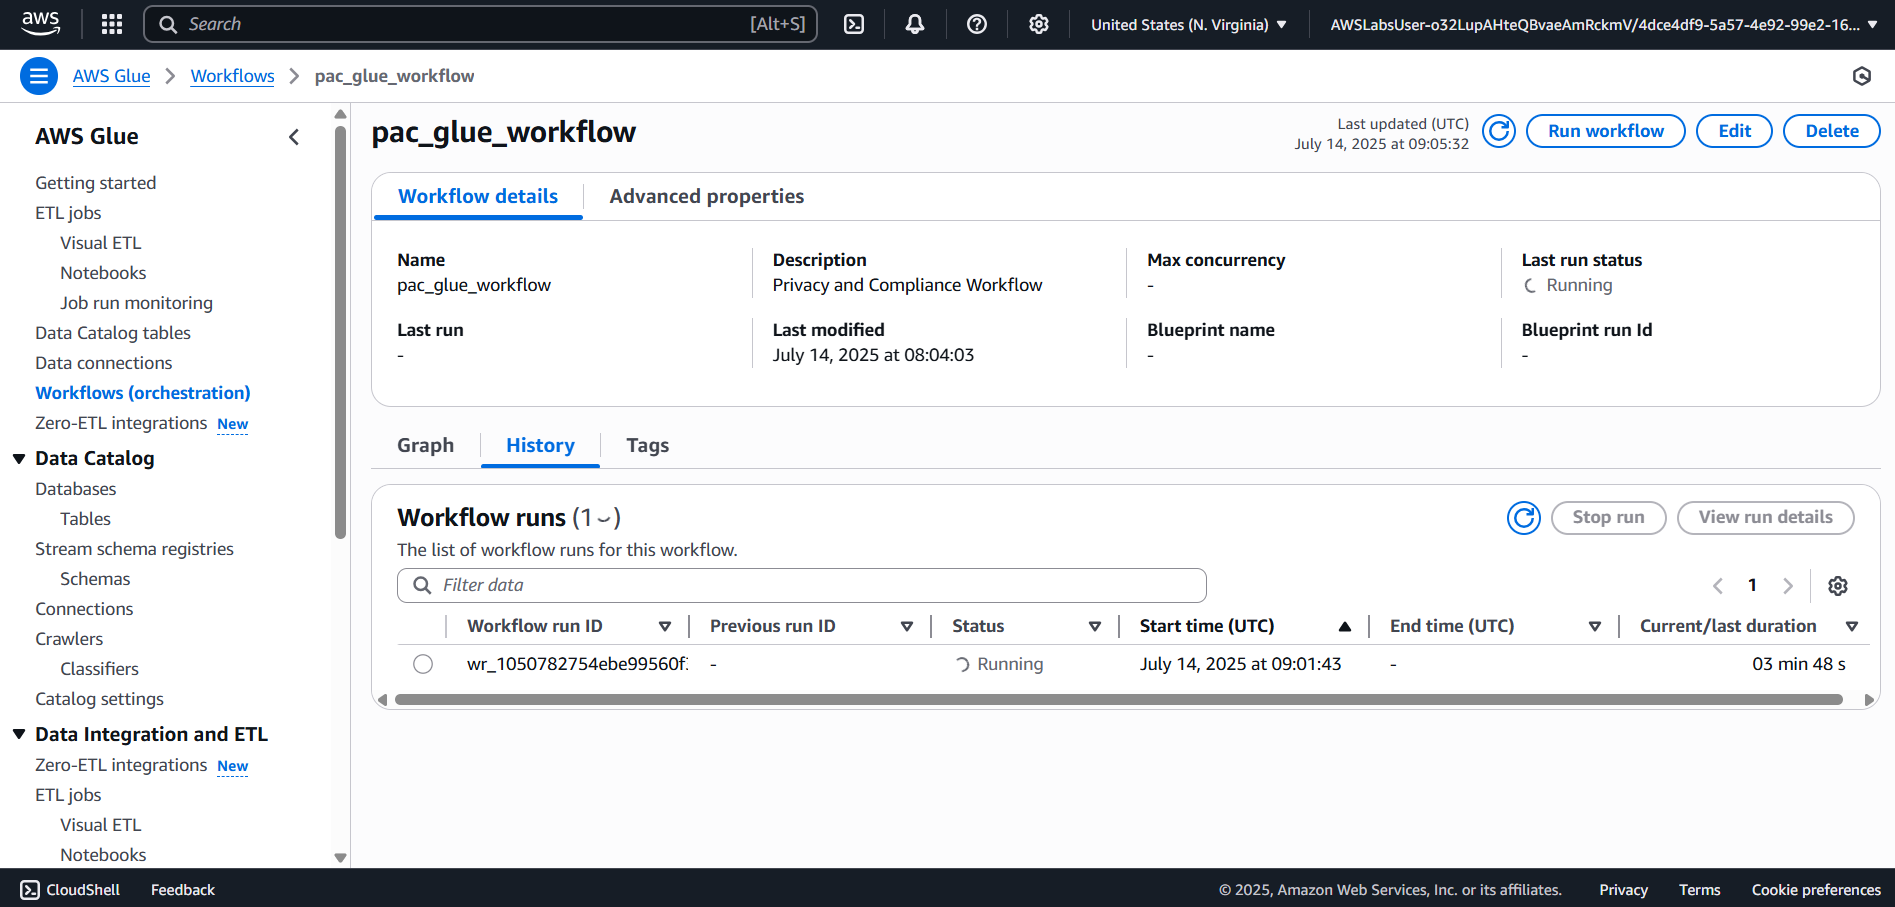 aws
Search [Alt+S]
United States (N. Virginia)
AWSLabsUser-o32LupAHteQBvaeAmRckmV/4dce4df9-5a57-4e92-99e2-16...
AWS Glue
Workflows
pac_glue_workflow
AWS Glue
Getting started
ETL jobs
Visual ETL
Notebooks
Job run monitoring
Data Catalog tables
Data connections
Workflows (orchestration)
Zero-ETL integrations New
Data Catalog
Databases
Tables
Stream schema registries
Schemas
Connections
Crawlers
Classifiers
Catalog settings
Data Integration and ETL
Zero-ETL integrations New
ETL jobs
Visual ETL
Notebooks
pac_glue_workflow
Last updated (UTC)
July 14, 2025 at 09:05:32
Run workflow
Edit
Delete
Workflow details
Advanced properties
Name
pac_glue_workflow
Description
Privacy and Compliance Workflow
Max concurrency
-
Last run status
Running
Last run
-
Last modified
July 14, 2025 at 08:04:03
Blueprint name
-
Blueprint run Id
-
Graph
History
Tags
Workflow runs (1)
The list of workflow runs for this workflow.
Stop run
View run details
Filter data
1
Workflow run ID Previous run ID Status Start time (UTC) End time (UTC) Current/last duration
wr_1050782754ebe99560f: - Running July 14, 2025 at 09:01:43 - 03 min 48 s
CloudShell
Feedback
© 2025, Amazon Web Services, Inc. or its affiliates.
Privacy
Terms
Cookie preferences